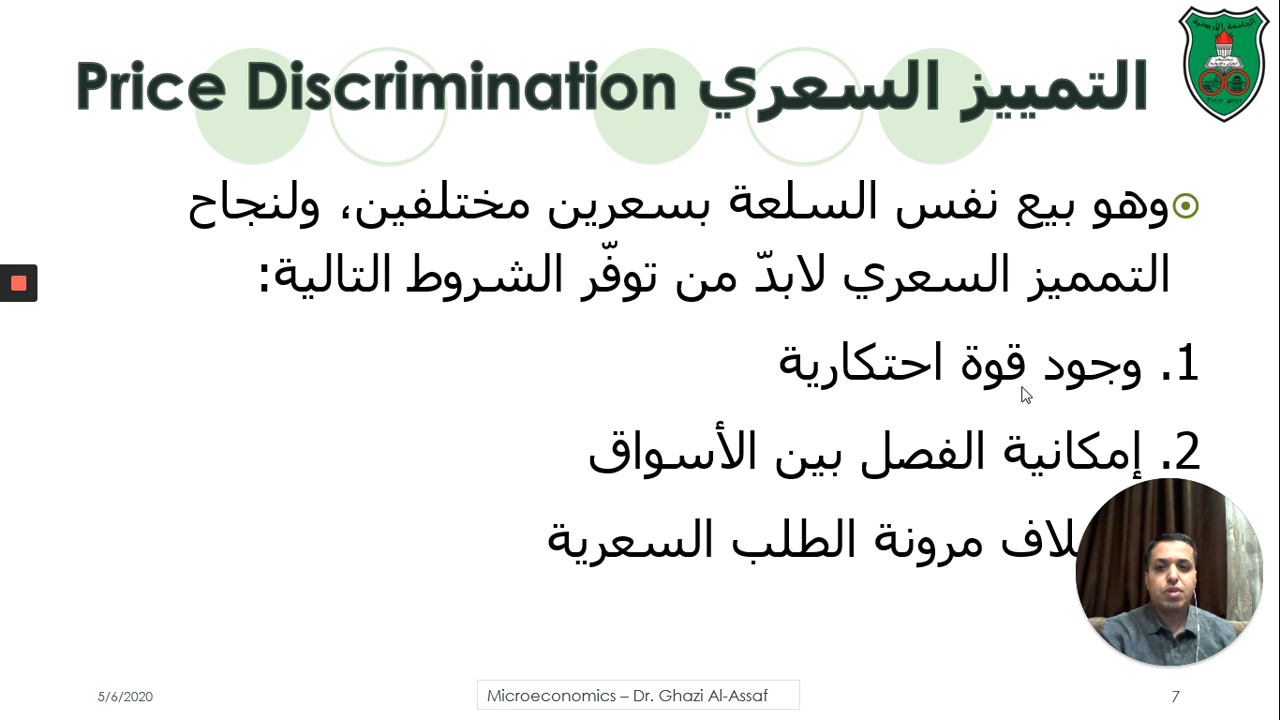 التمييز السعري Price Discrimination
وهو بيع نفس السلعة بسعرين مختلفين، ولنجاح
التمميز السعري لابدّ من توفّر الشروط التالية:
1. وجود قوة احتكارية
2. إمكانية الفصل بين الأسواق
مرونة الطلب السعرية
5/6/2020
Microeconomics – Dr. Ghazi Al-Assaf
7